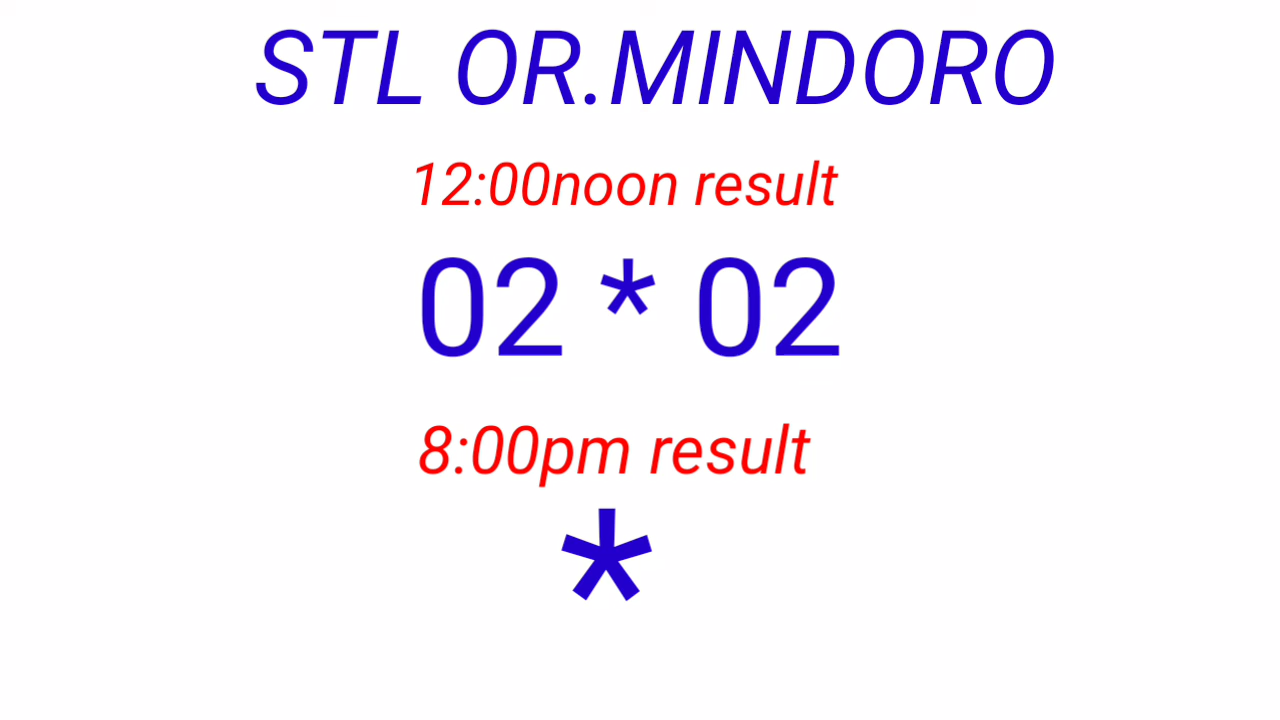 STL OR.MINDORO
12:00noon result
02 * 02
8:00pm result
*